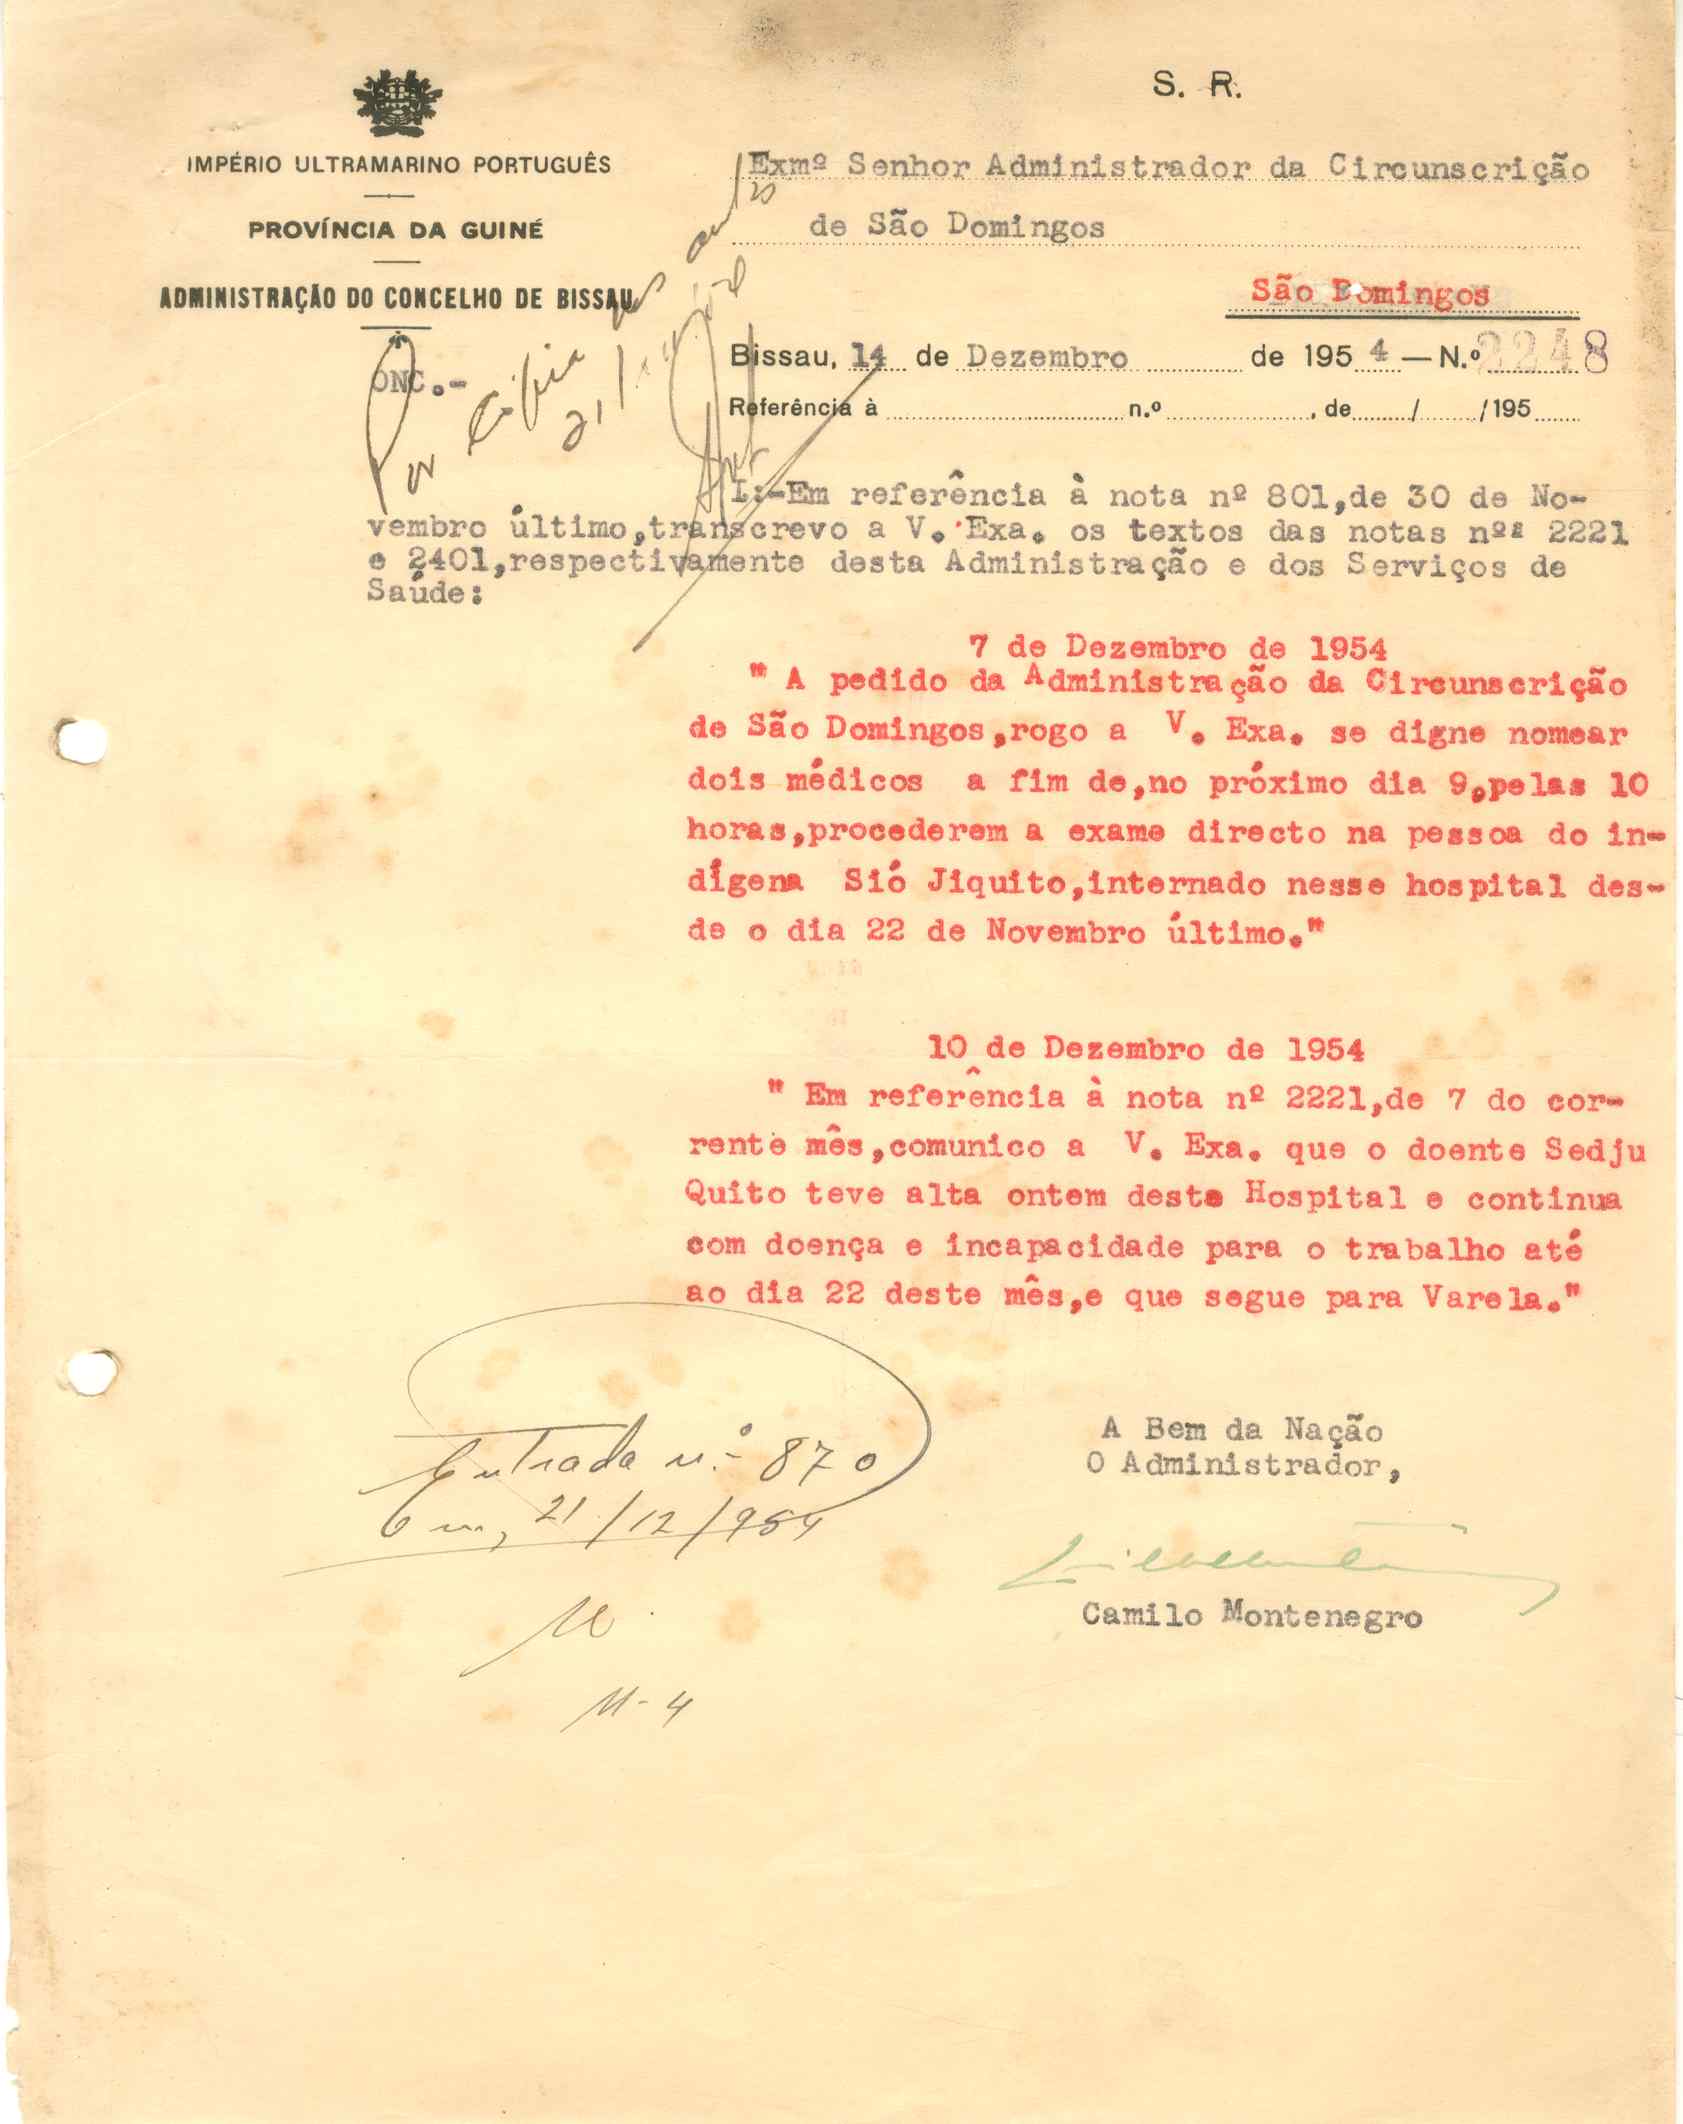 S. R.
IMPÉRIO ULTRAMARINO PORTUGUÊS
PROVÍNCIA DA GUINÉ
ADMINISTRAÇÃO DO CONCELHO DE BISSAU
ONC.-
Exmº Senhor Administrador da Circunscrição
de São Domingos
São Domingos
Bissau, 14 de Dezembro de 1954 — N.º 2248
Referência à n.º , de / /195
Por cópia
21/
I:-Em referência à nota nº 801,de 30 de No-
vembro último,transcrevo a V. Exa. os textos das notas nºs 2221
e 2401,respectivamente desta Administração e dos Serviços de
Saúde:
7 de Dezembro de 1954
" A pedido da Administração da Circunscrição
de São Domingos,rogo a V. Exa. se digne nomear
dois médicos a fim de,no próximo dia 9,pelas 10
horas,procederem a exame directo na pessoa do in-
dígena Sió Jiquito,internado nesse hospital des-
de o dia 22 de Novembro último."
10 de Dezembro de 1954
" Em referência à nota nº 2221,de 7 do cor-
rente mês,comunico a V. Exa. que o doente Sedju
Quito teve alta ontem deste Hospital e continua
com doença e incapacidade para o trabalho até
ao dia 22 deste mês,e que segue para Varela."
A Bem da Nação
O Administrador,
Camilo Montenegro
Entrada n.º 870
Em, 21/12/954
M-4